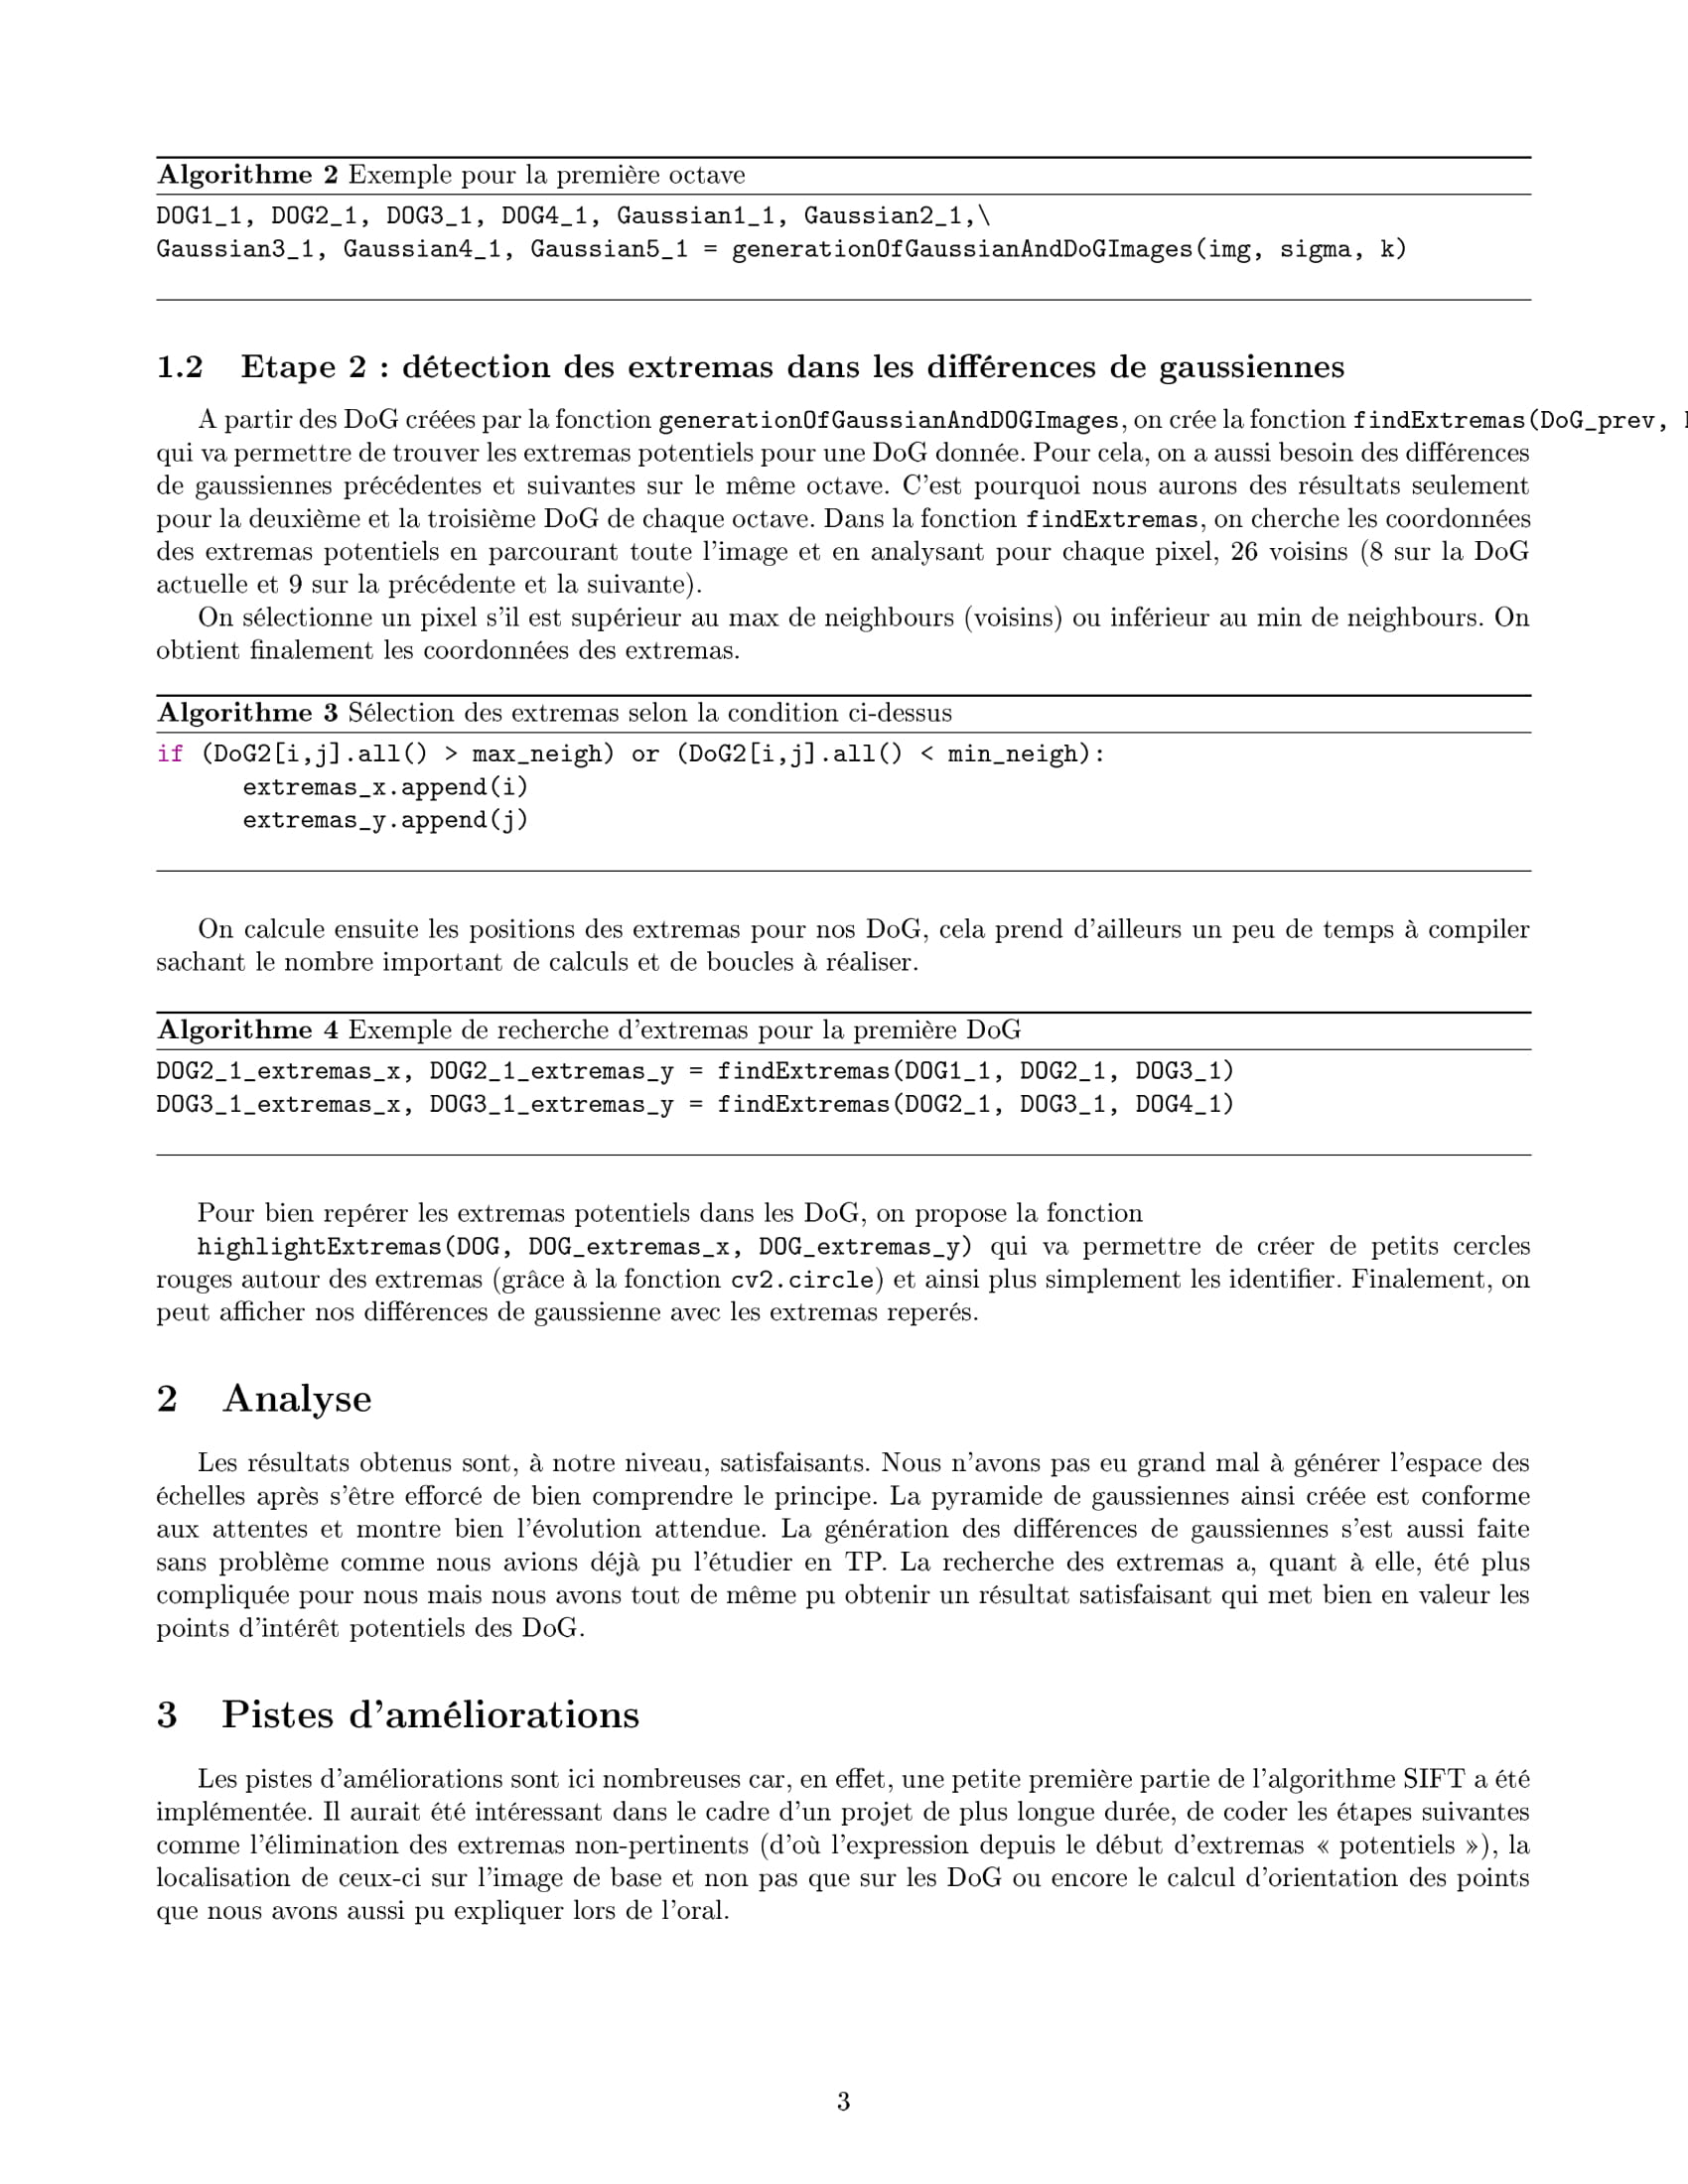 Algorithme 2 Exemple pour la première octave
DOG1_1, DOG2_1, DOG3_1, DOG4_1, Gaussian1_1, Gaussian2_1,\
Gaussian3_1, Gaussian4_1, Gaussian5_1 = generationOfGaussianAndDoGImages(img, sigma, k)
1.2 Etape 2 : détection des extremas dans les différences de gaussiennes
A partir des DoG créées par la fonction generationOfGaussianAndDOGImages, on crée la fonction findExtremas(DoG_prev,
qui va permettre de trouver les extremas potentiels pour une DoG donnée. Pour cela, on a aussi besoin des différences
de gaussiennes précédentes et suivantes sur le même octave. C'est pourquoi nous aurons des résultats seulement
pour la deuxième et la troisième DoG de chaque octave. Dans la fonction findExtremas, on cherche les coordonnées
des extremas potentiels en parcourant toute l'image et en analysant pour chaque pixel, 26 voisins (8 sur la DoG
actuelle et 9 sur la précédente et la suivante).
On sélectionne un pixel s'il est supérieur au max de neighbours (voisins) ou inférieur au min de neighbours. On
obtient finalement les coordonnées des extremas.
Algorithme 3 Sélection des extremas selon la condition ci-dessus
if (DoG2[i,j].all() > max_neigh) or (DoG2[i,j].all() < min_neigh):
extremas_x.append(i)
extremas_y.append(j)
On calcule ensuite les positions des extremas pour nos DoG, cela prend d'ailleurs un peu de temps à compiler
sachant le nombre important de calculs et de boucles à réaliser.
Algorithme 4 Exemple de recherche d'extremas pour la première DoG
DOG2_1_extremas_x, DOG2_1_extremas_y = findExtremas(DOG1_1, DOG2_1, DOG3_1)
DOG3_1_extremas_x, DOG3_1_extremas_y = findExtremas(DOG2_1, DOG3_1, DOG4_1)
Pour bien repérer les extremas potentiels dans les DoG, on propose la fonction
highlightExtremas(DOG, DOG_extremas_x, DOG_extremas_y) qui va permettre de créer de petits cercles
rouges autour des extremas (grâce à la fonction cv2.circle) et ainsi plus simplement les identifier. Finalement, on
peut afficher nos différences de gaussienne avec les extremas reperés.
2 Analyse
Les résultats obtenus sont, à notre niveau, satisfaisants. Nous n'avons pas eu grand mal à générer l'espace des
échelles après s'être efforcé de bien comprendre le principe. La pyramide de gaussiennes ainsi créée est conforme
aux attentes et montre bien l'évolution attendue. La génération des différences de gaussiennes s'est aussi faite
sans problème comme nous avions déjà pu l'étudier en TP. La recherche des extremas a, quant à elle, été plus
compliquée pour nous mais nous avons tout de même pu obtenir un résultat satisfaisant qui met bien en valeur les
points d'intérêt potentiels des DoG.
3 Pistes d'améliorations
Les pistes d'améliorations sont ici nombreuses car, en effet, une petite première partie de l'algorithme SIFT a été
implémentée. Il aurait été intéressant dans le cadre d'un projet de plus longue durée, de coder les étapes suivantes
comme l'élimination des extremas non-pertinents (d'où l'expression depuis le début d'extremas « potentiels »), la
localisation de ceux-ci sur l'image de base et non pas que sur les DoG ou encore le calcul d'orientation des points
que nous avons aussi pu expliquer lors de l'oral.
3